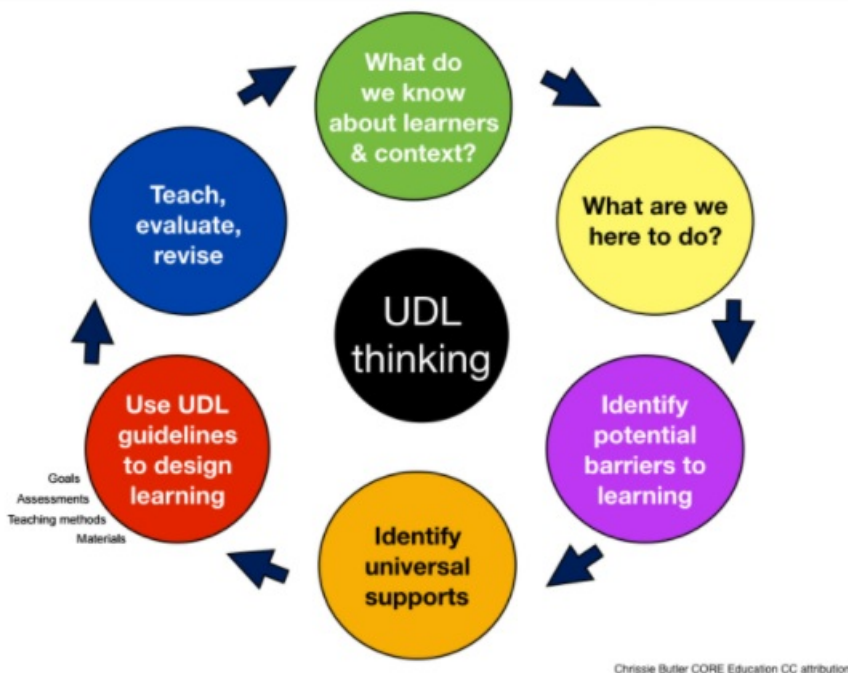 What do
we know
about learners
& context?
What are we
here to do?
Identify
potential
barriers to
learning
Identify
universal
supports
Use UDL
guidelines
to design
learning
Goals
Assessments
Teaching methods
Materials
Teach,
evaluate,
revise
UDL
thinking
Chrissie Butler CORE Education CC attribution